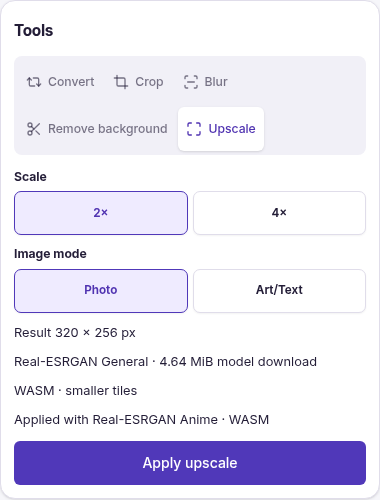 Tools
Convert Crop Blur
Remove background Upscale
Scale
2× 4×
Image mode
Photo Art/Text
Result 320 × 256 px
Real-ESRGAN General · 4.64 MiB model download
WASM · smaller tiles
Applied with Real-ESRGAN Anime · WASM
Apply upscale